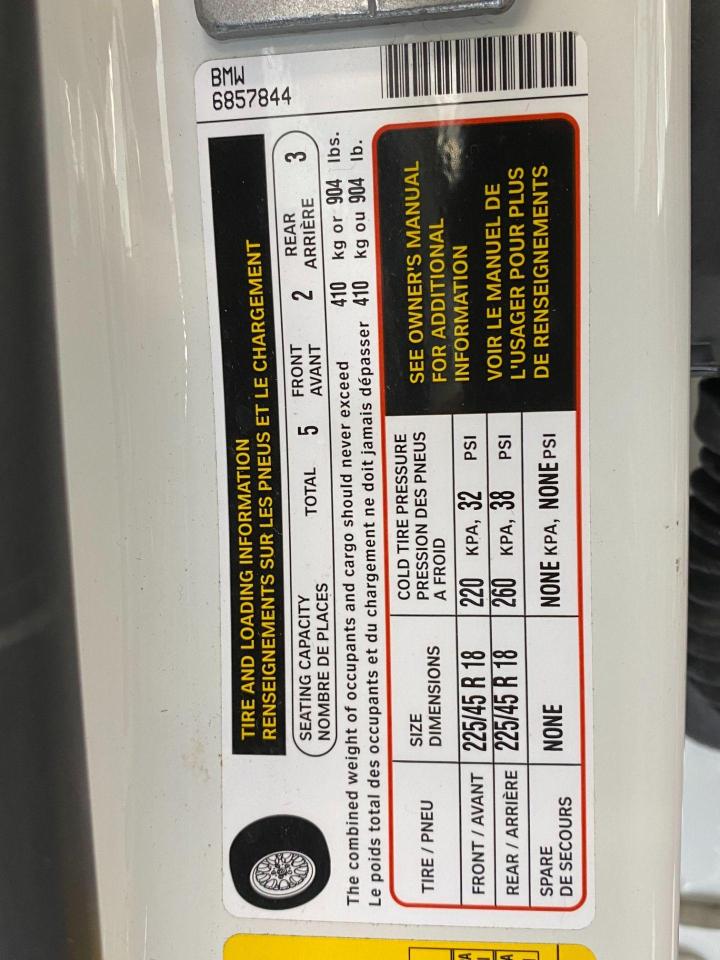 BMW
6857844
TIRE AND LOADING INFORMATION
RENSEIGNEMENTS SUR LES PNEUS ET LE CHARGEMENT
SEATING CAPACITY TOTAL 5 FRONT 2 REAR 3
NOMBRE DE PLACES AVANT ARRIÈRE
The combined weight of occupants and cargo should never exceed 410 kg or 904 lbs.
Le poids total des occupants et du chargement ne doit jamais dépasser 410 kg ou 904 lb.
TIRE / PNEU
SIZE
DIMENSIONS
COLD TIRE PRESSURE
PRESSION DES PNEUS
A FROID
FRONT / AVANT 225/45 R 18 220 KPA, 32 PSI
REAR / ARRIÈRE 225/45 R 18 260 KPA, 38 PSI
SPARE
DE SECOURS NONE NONE KPA, NONE PSI
SEE OWNER'S MANUAL
FOR ADDITIONAL
INFORMATION
VOIR LE MANUEL DE
L'USAGER POUR PLUS
DE RENSEIGNEMENTS